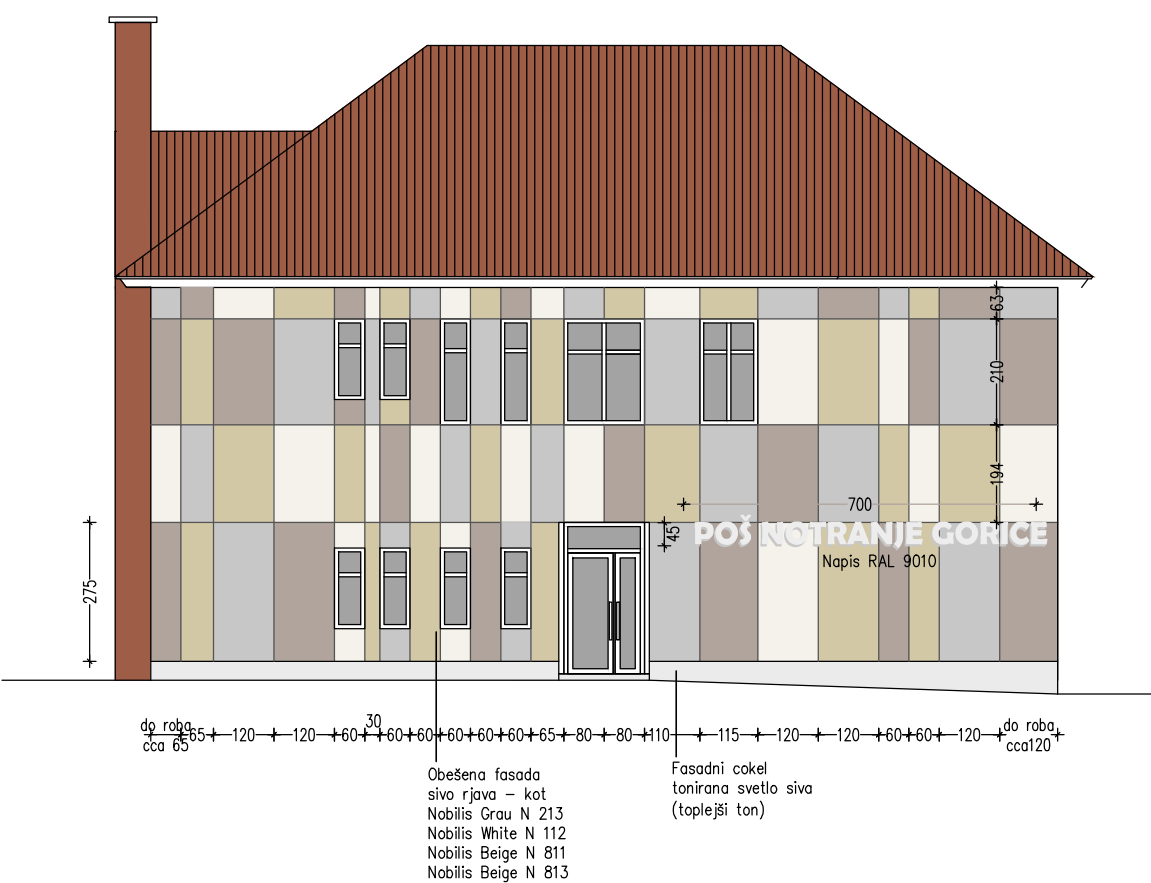 63
210
194
700
45
POŠ NOTRANJE GORICE
Napis RAL 9010
275
do roba
cca 65
65 120 120 60 30 60 60 60 60 60 65 80 80 110 115 120 120 60 60 120
do roba
cca120
Obešena fasada
sivo rjava – kot
Nobilis Grau N 213
Nobilis White N 112
Nobilis Beige N 811
Nobilis Beige N 813
Fasadni cokel
tonirana svetlo siva
(toplejši ton)